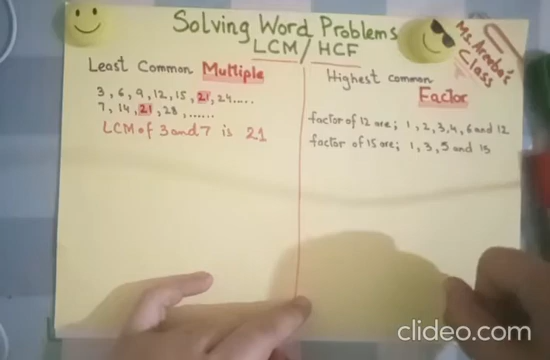 Solving Word Problems
LCM / HCF
Ms. Areeba's
Class
Least Common Multiple
3, 6, 9, 12, 15, 21, 24.....
7, 14, 21, 28, ......
LCM of 3 and 7 is 21
Highest common
Factor
factor of 12 are; 1, 2, 3, 4, 6 and 12
factor of 15 are; 1, 3, 5 and 15
clideo.com